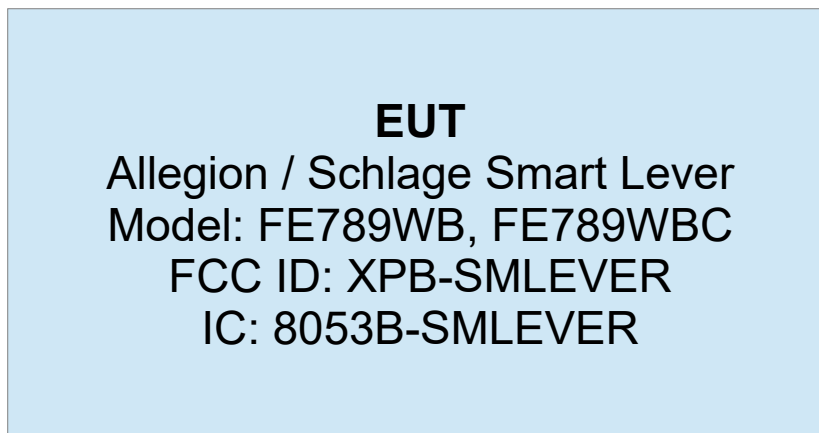 EUT
Allegion / Schlage Smart Lever
Model: FE789WB, FE789WBC
FCC ID: XPB-SMLEVER
IC: 8053B-SMLEVER